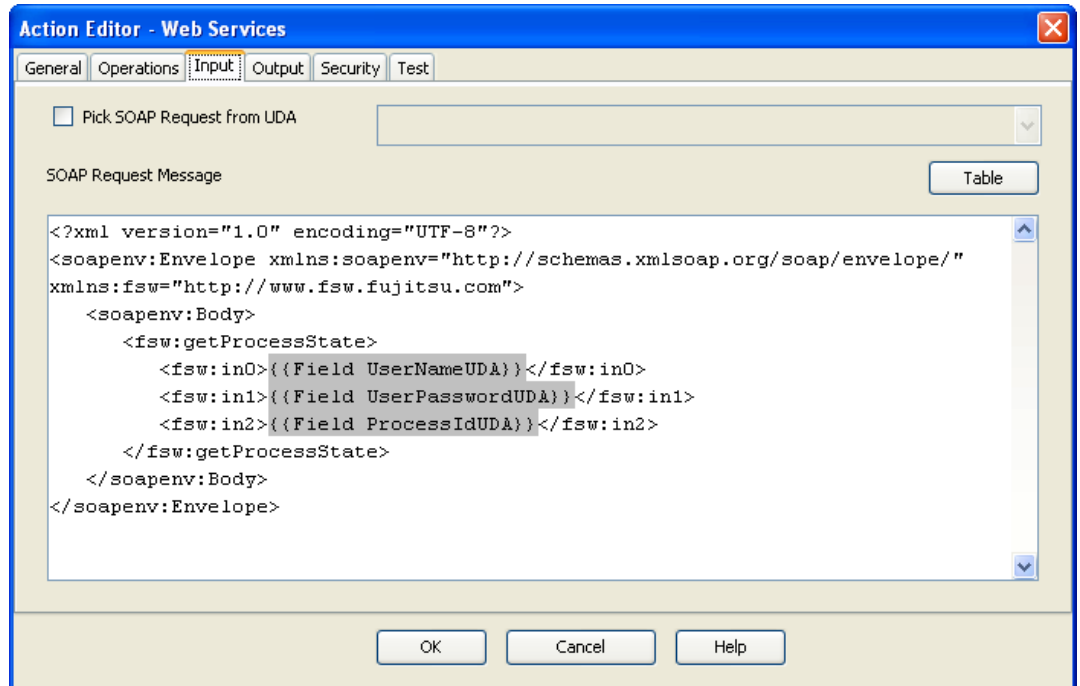 Action Editor - Web Services
General Operations Input Output Security Test
Pick SOAP Request from UDA
SOAP Request Message
Table
<?xml version="1.0" encoding="UTF-8"?>
<soapenv:Envelope xmlns:soapenv="http://schemas.xmlsoap.org/soap/envelope/"
xmlns:fsw="http://www.fsw.fujitsu.com">
<soapenv:Body>
<fsw:getProcessState>
<fsw:in0>{{Field UserNameUDA}}</fsw:in0>
<fsw:in1>{{Field UserPasswordUDA}}</fsw:in1>
<fsw:in2>{{Field ProcessIdUDA}}</fsw:in2>
</fsw:getProcessState>
</soapenv:Body>
</soapenv:Envelope>
OK Cancel Help